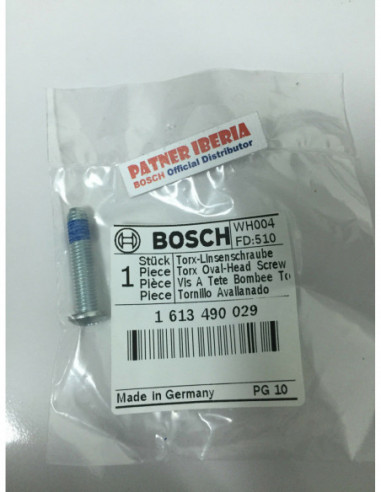 PATNER IBERIA
BOSCH Official Distributor
BOSCH
WH004
FD:510
1
Stück Torx-Linsenschraube
Piece Torx Oval-Head Screw
Pièce Vis A Tete Bombee To
Piece Tornillo Avallanado
1 613 490 029
Made in Germany PG 10